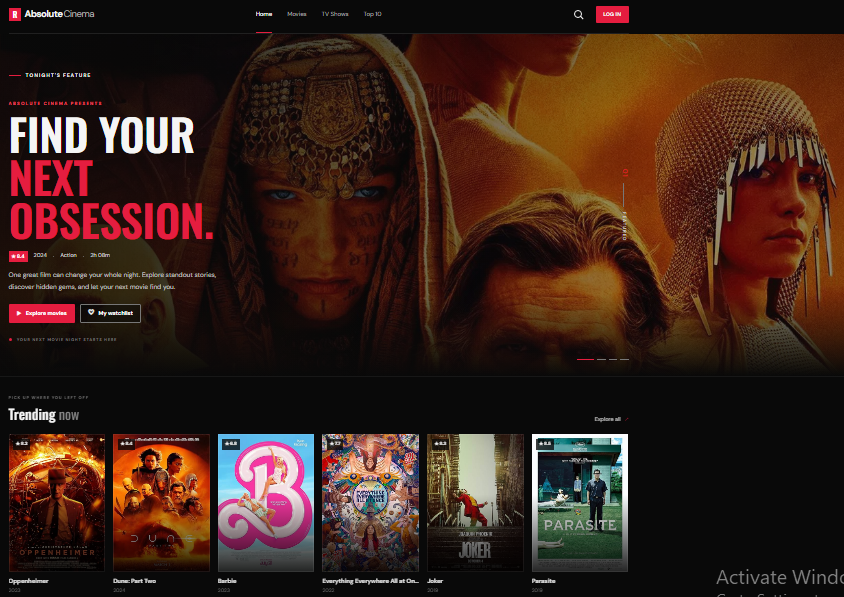 R AbsoluteCinema
Home Movies TV Shows Top 10
LOG IN
TONIGHT'S FEATURE
ABSOLUTE CINEMA PRESENTS
FIND YOUR
NEXT
OBSESSION.
★ 8.4 2024 · Action · 2h 08m
One great film can change your whole night. Explore standout stories,
discover hidden gems, and let your next movie find you.
Explore movies
My watchlist
YOUR NEXT MOVIE NIGHT STARTS HERE
PICK UP WHERE YOU LEFT OFF
Trending now
Explore all
OPPENHEIMER
DUNE
B
EVERYTHING
JOAQUIN PHOENIX
JOKER
PARASITE
Oppenheimer
Dune: Part Two
Barbie
Everything Everywhere All at On...
Joker
Parasite
2023
2024
2023
2022
2019
2019
Activate Windo